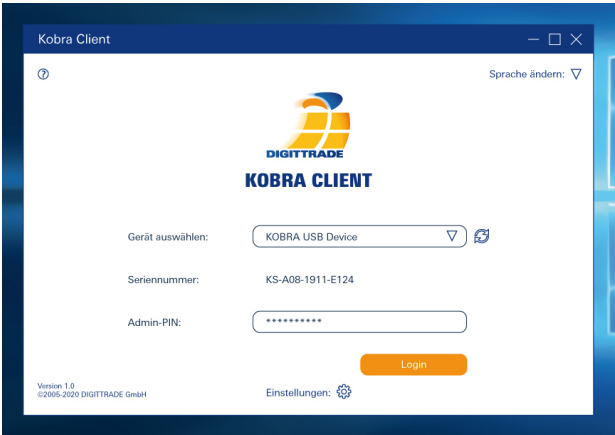 Kobra Client
Sprache ändern:
DIGITTRADE
KOBRA CLIENT
Gerät auswählen:
KOBRA USB Device
Seriennummer:
KS-A08-1911-E124
Admin-PIN:
**********
Login
Version 1.0
©2005-2020 DIGITTRADE GmbH
Einstellungen: